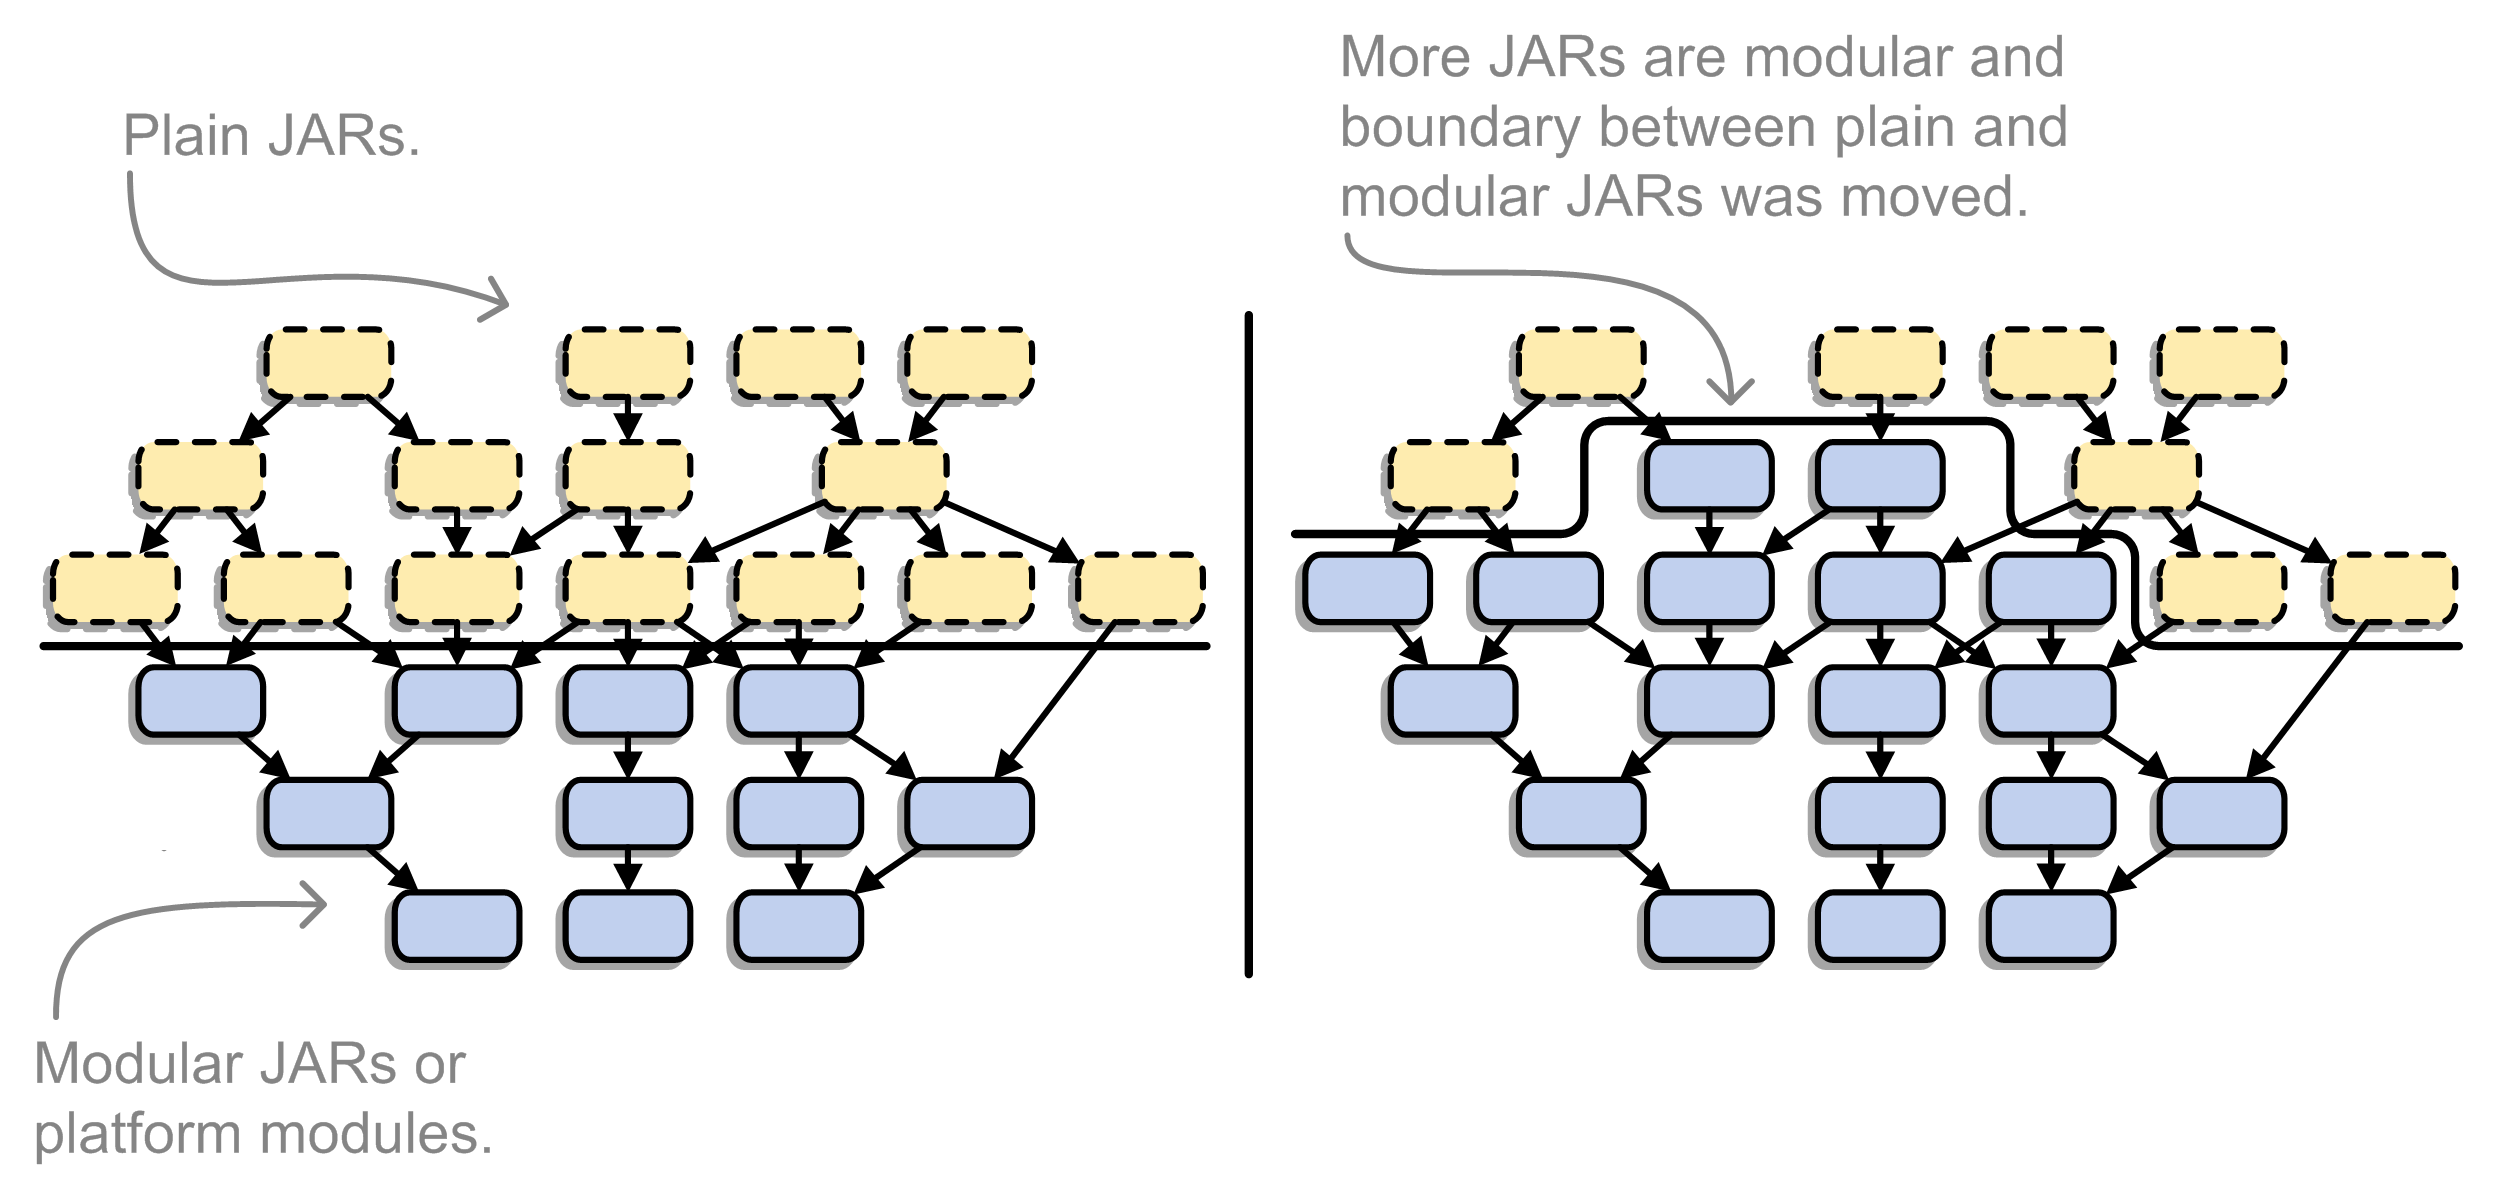 Plain JARs.
More JARs are modular and
boundary between plain and
modular JARs was moved.
Modular JARs or
platform modules.